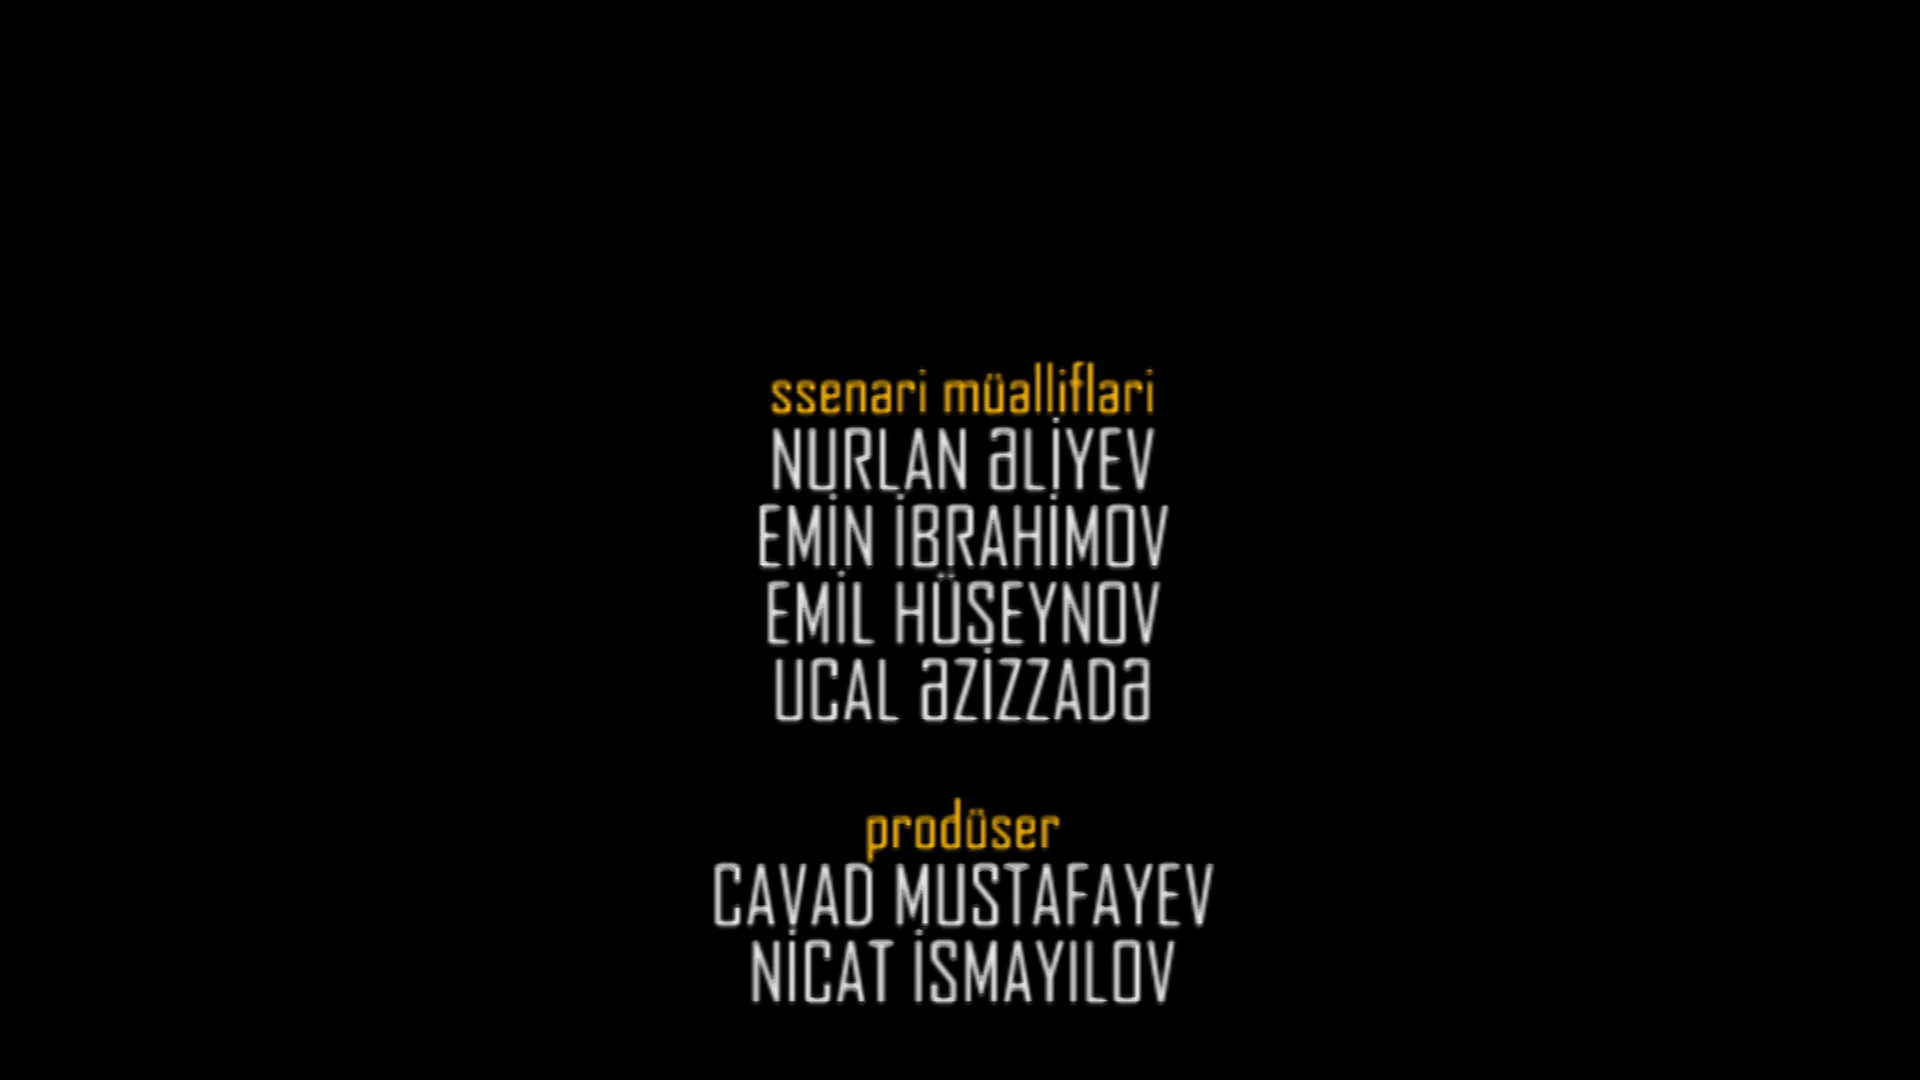 ssenari müəllifləri
NURLAN ƏLİYEV
EMİN İBRAHİMOV
EMİL HÜSEYNOV
UCAL ƏZİZZADƏ
prodüser
CAVAD MUSTAFAYEV
NİCAT İSMAYILOV